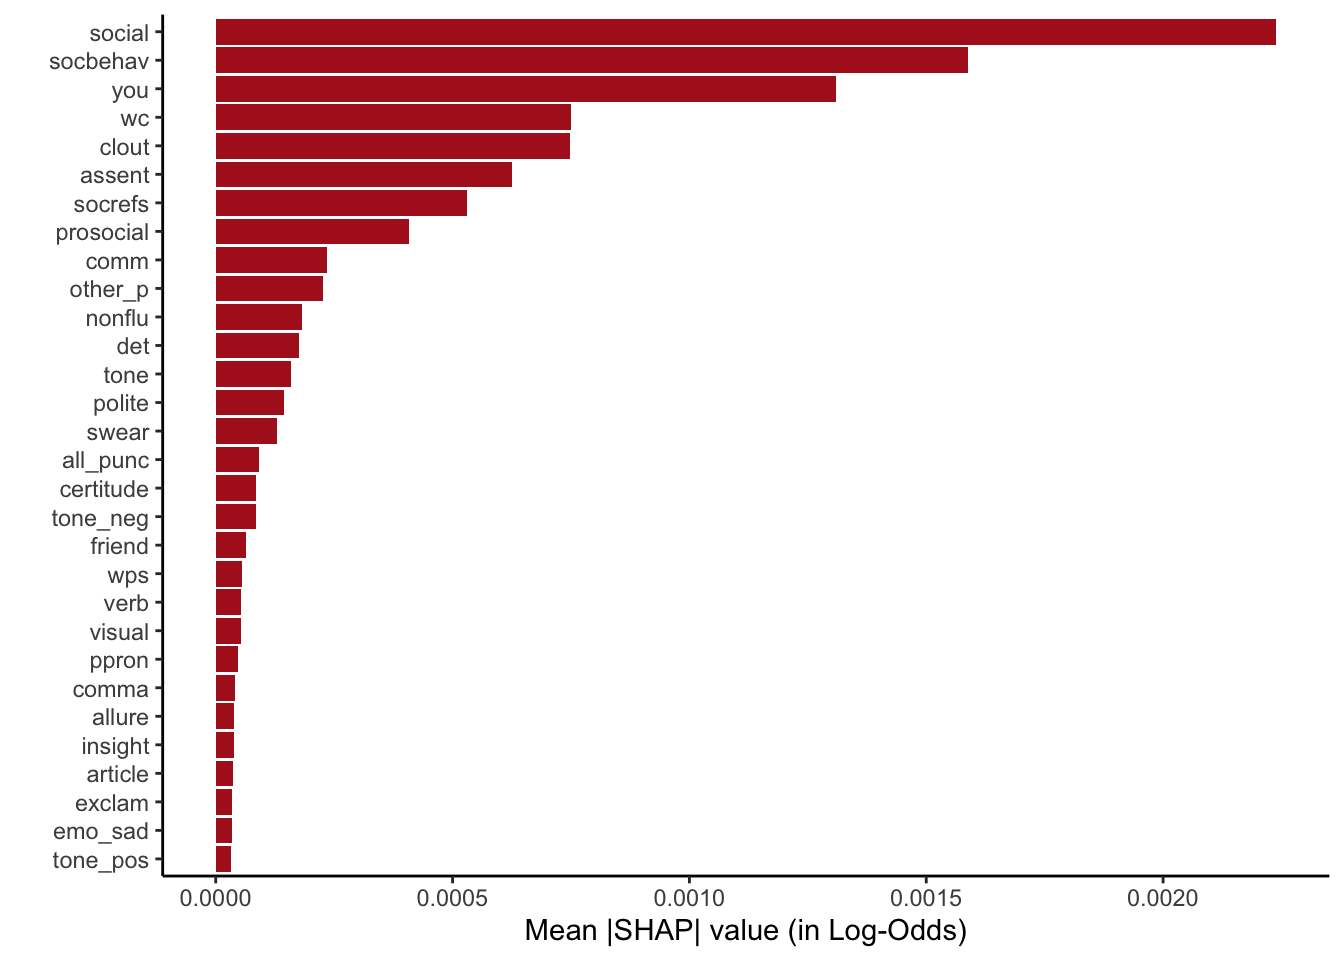 social
socbehav
you
wc
clout
assent
socrefs
prosocial
comm
other_p
nonflu
det
tone
polite
swear
all_punc
certitude
tone_neg
friend
wps
verb
visual
ppron
comma
allure
insight
article
exclam
emo_sad
tone_pos
0.0000 0.0005 0.0010 0.0015 0.0020
Mean |SHAP| value (in Log-Odds)